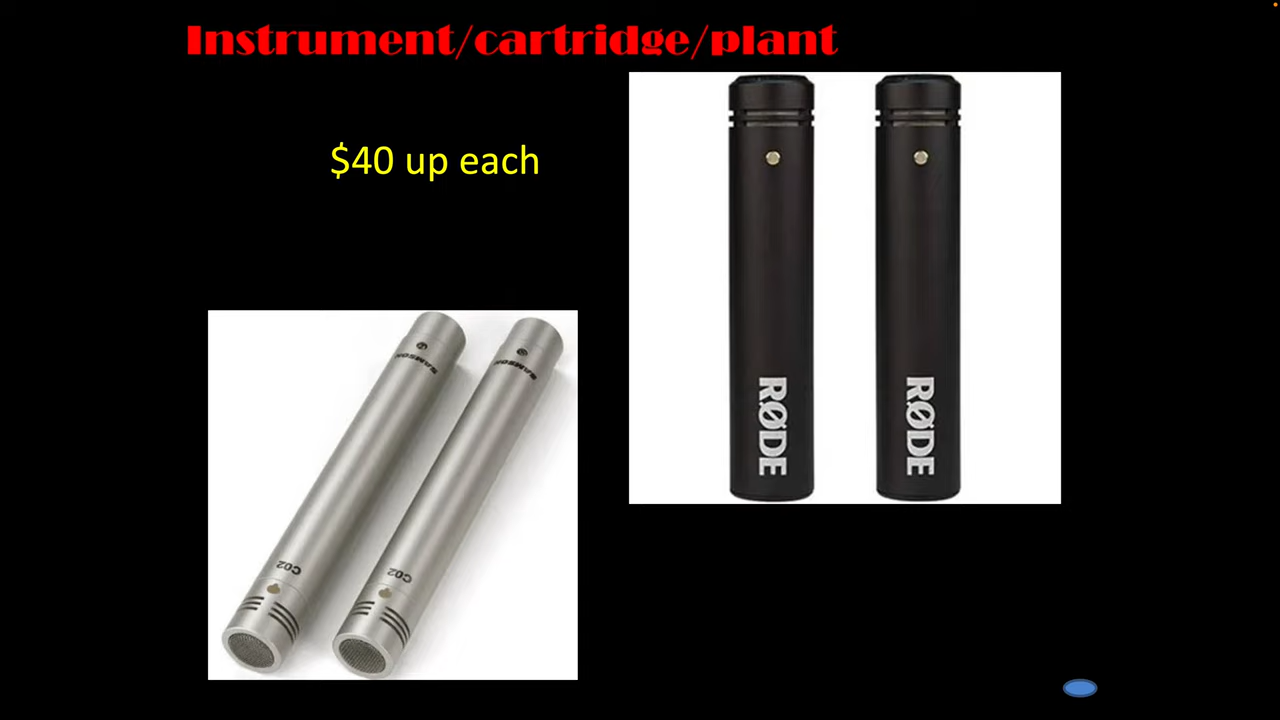 Instrument/cartridge/plant
$40 up each
RØDE
RØDE
SAMSON
SAMSON
C02
C02